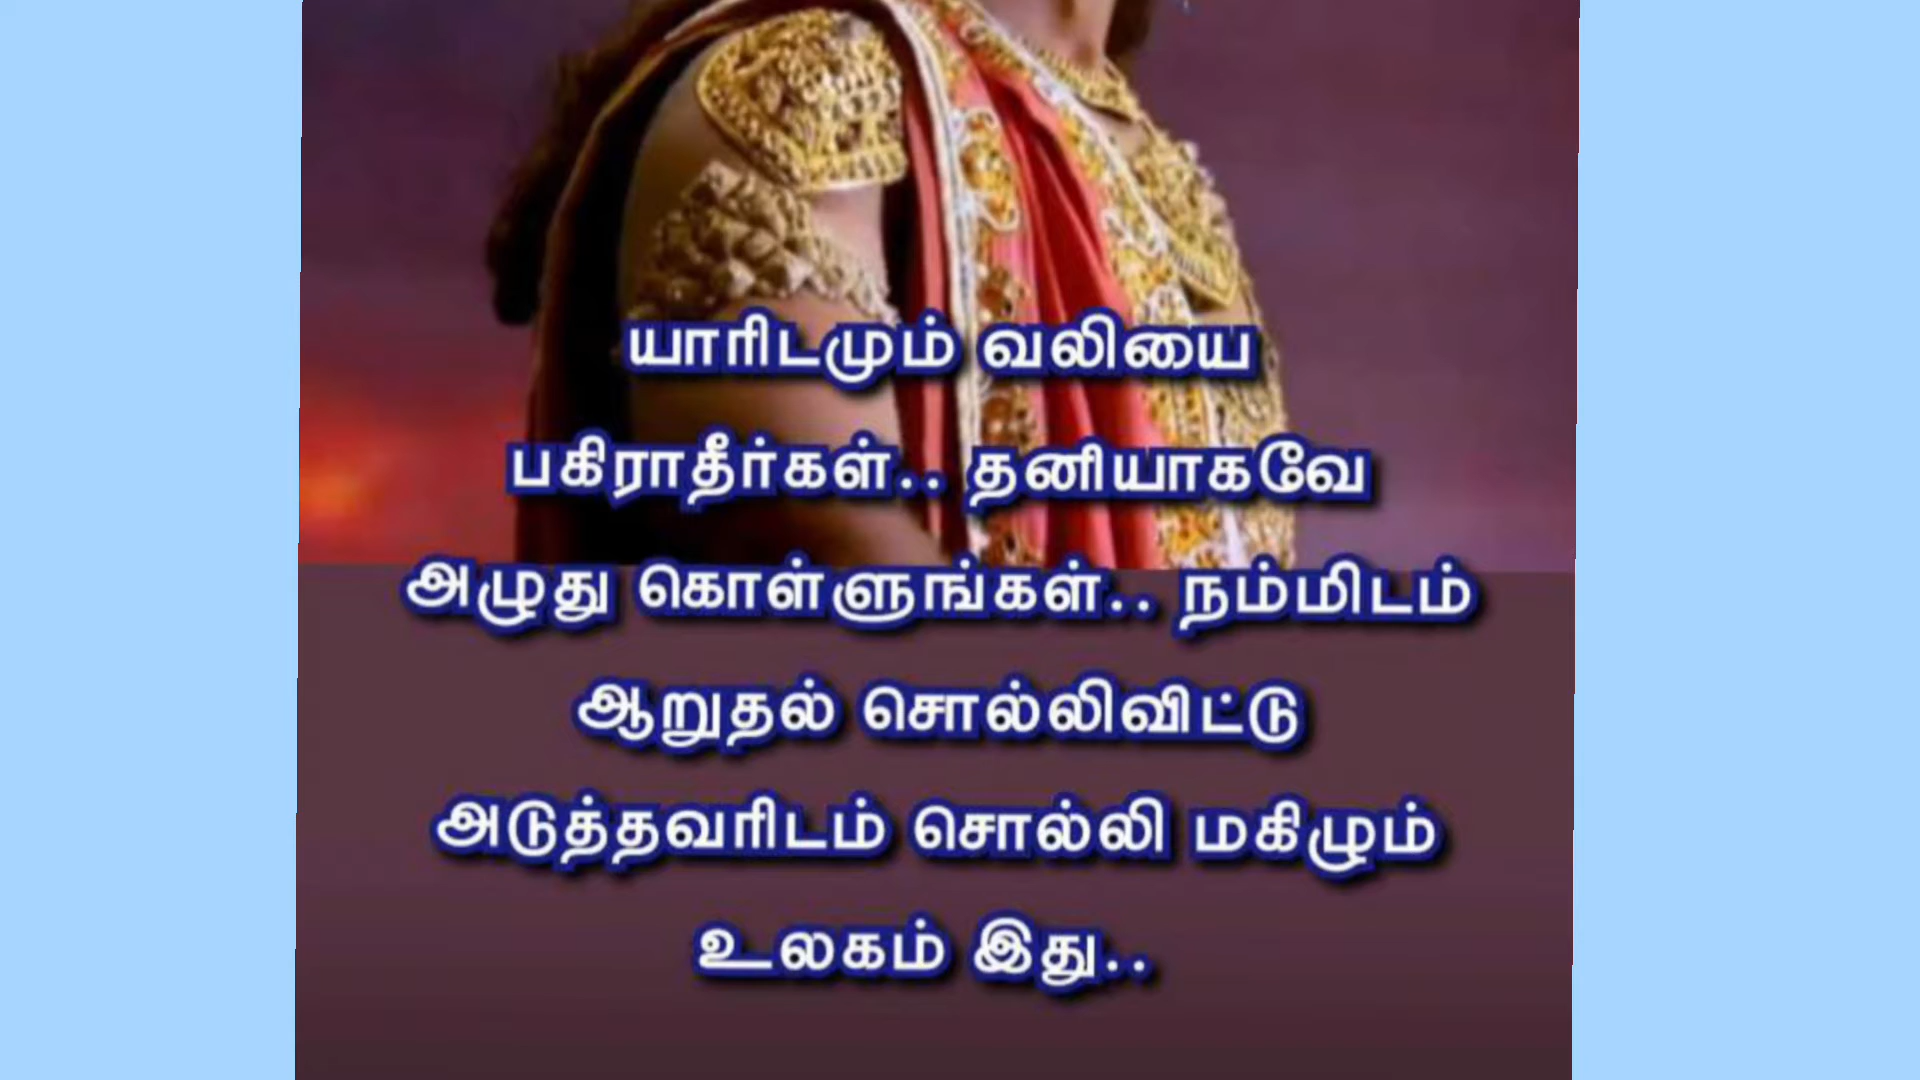 யாரிடமும் வலியை
பகிராதீர்கள்.. தனியாகவே
அழுது கொள்ளுங்கள்.. நம்மிடம்
ஆறுதல் சொல்லிவிட்டு
அடுத்தவரிடம் சொல்லி மகிழும்
உலகம் இது..